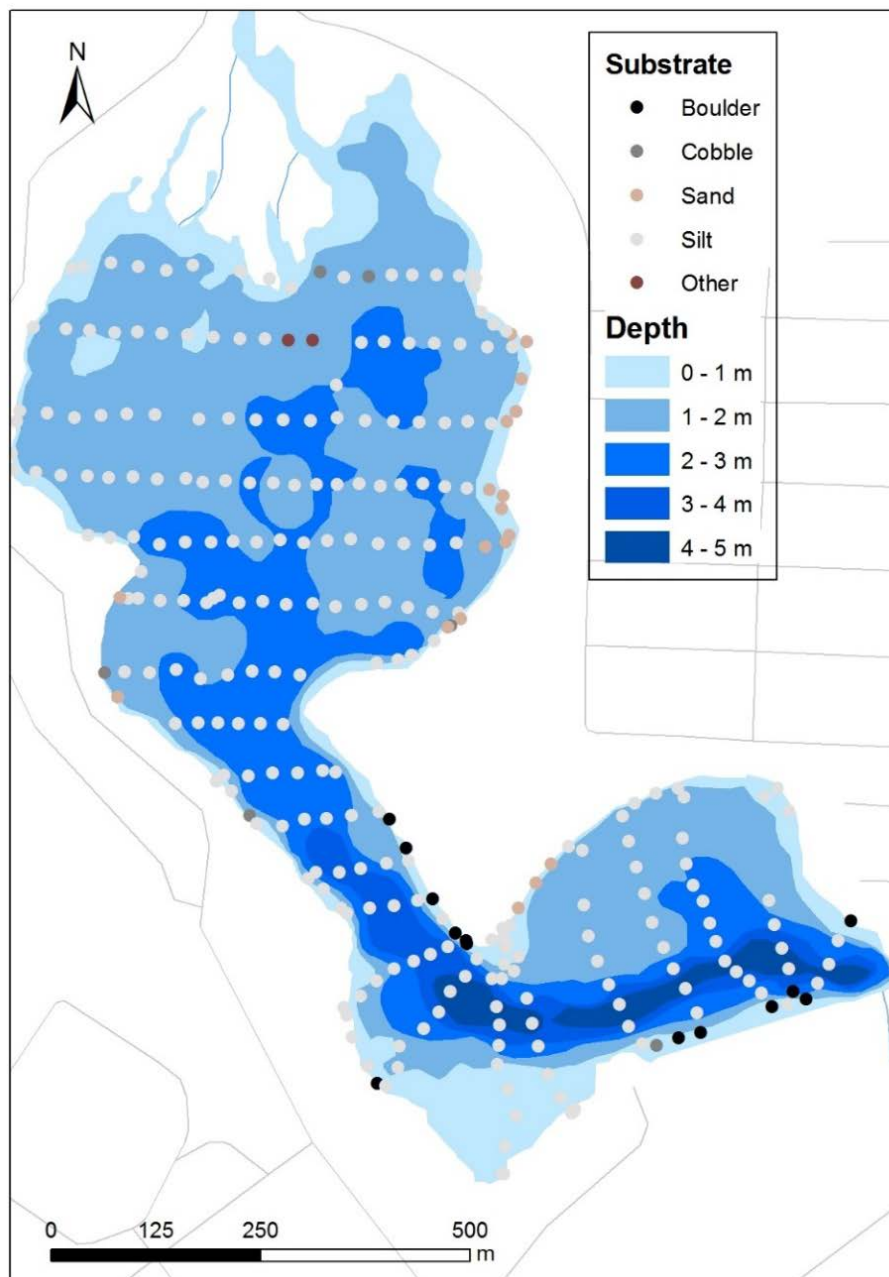 N
Substrate
Boulder
Cobble
Sand
Silt
Other
Depth
0 - 1 m
1 - 2 m
2 - 3 m
3 - 4 m
4 - 5 m
0 125 250 500
m